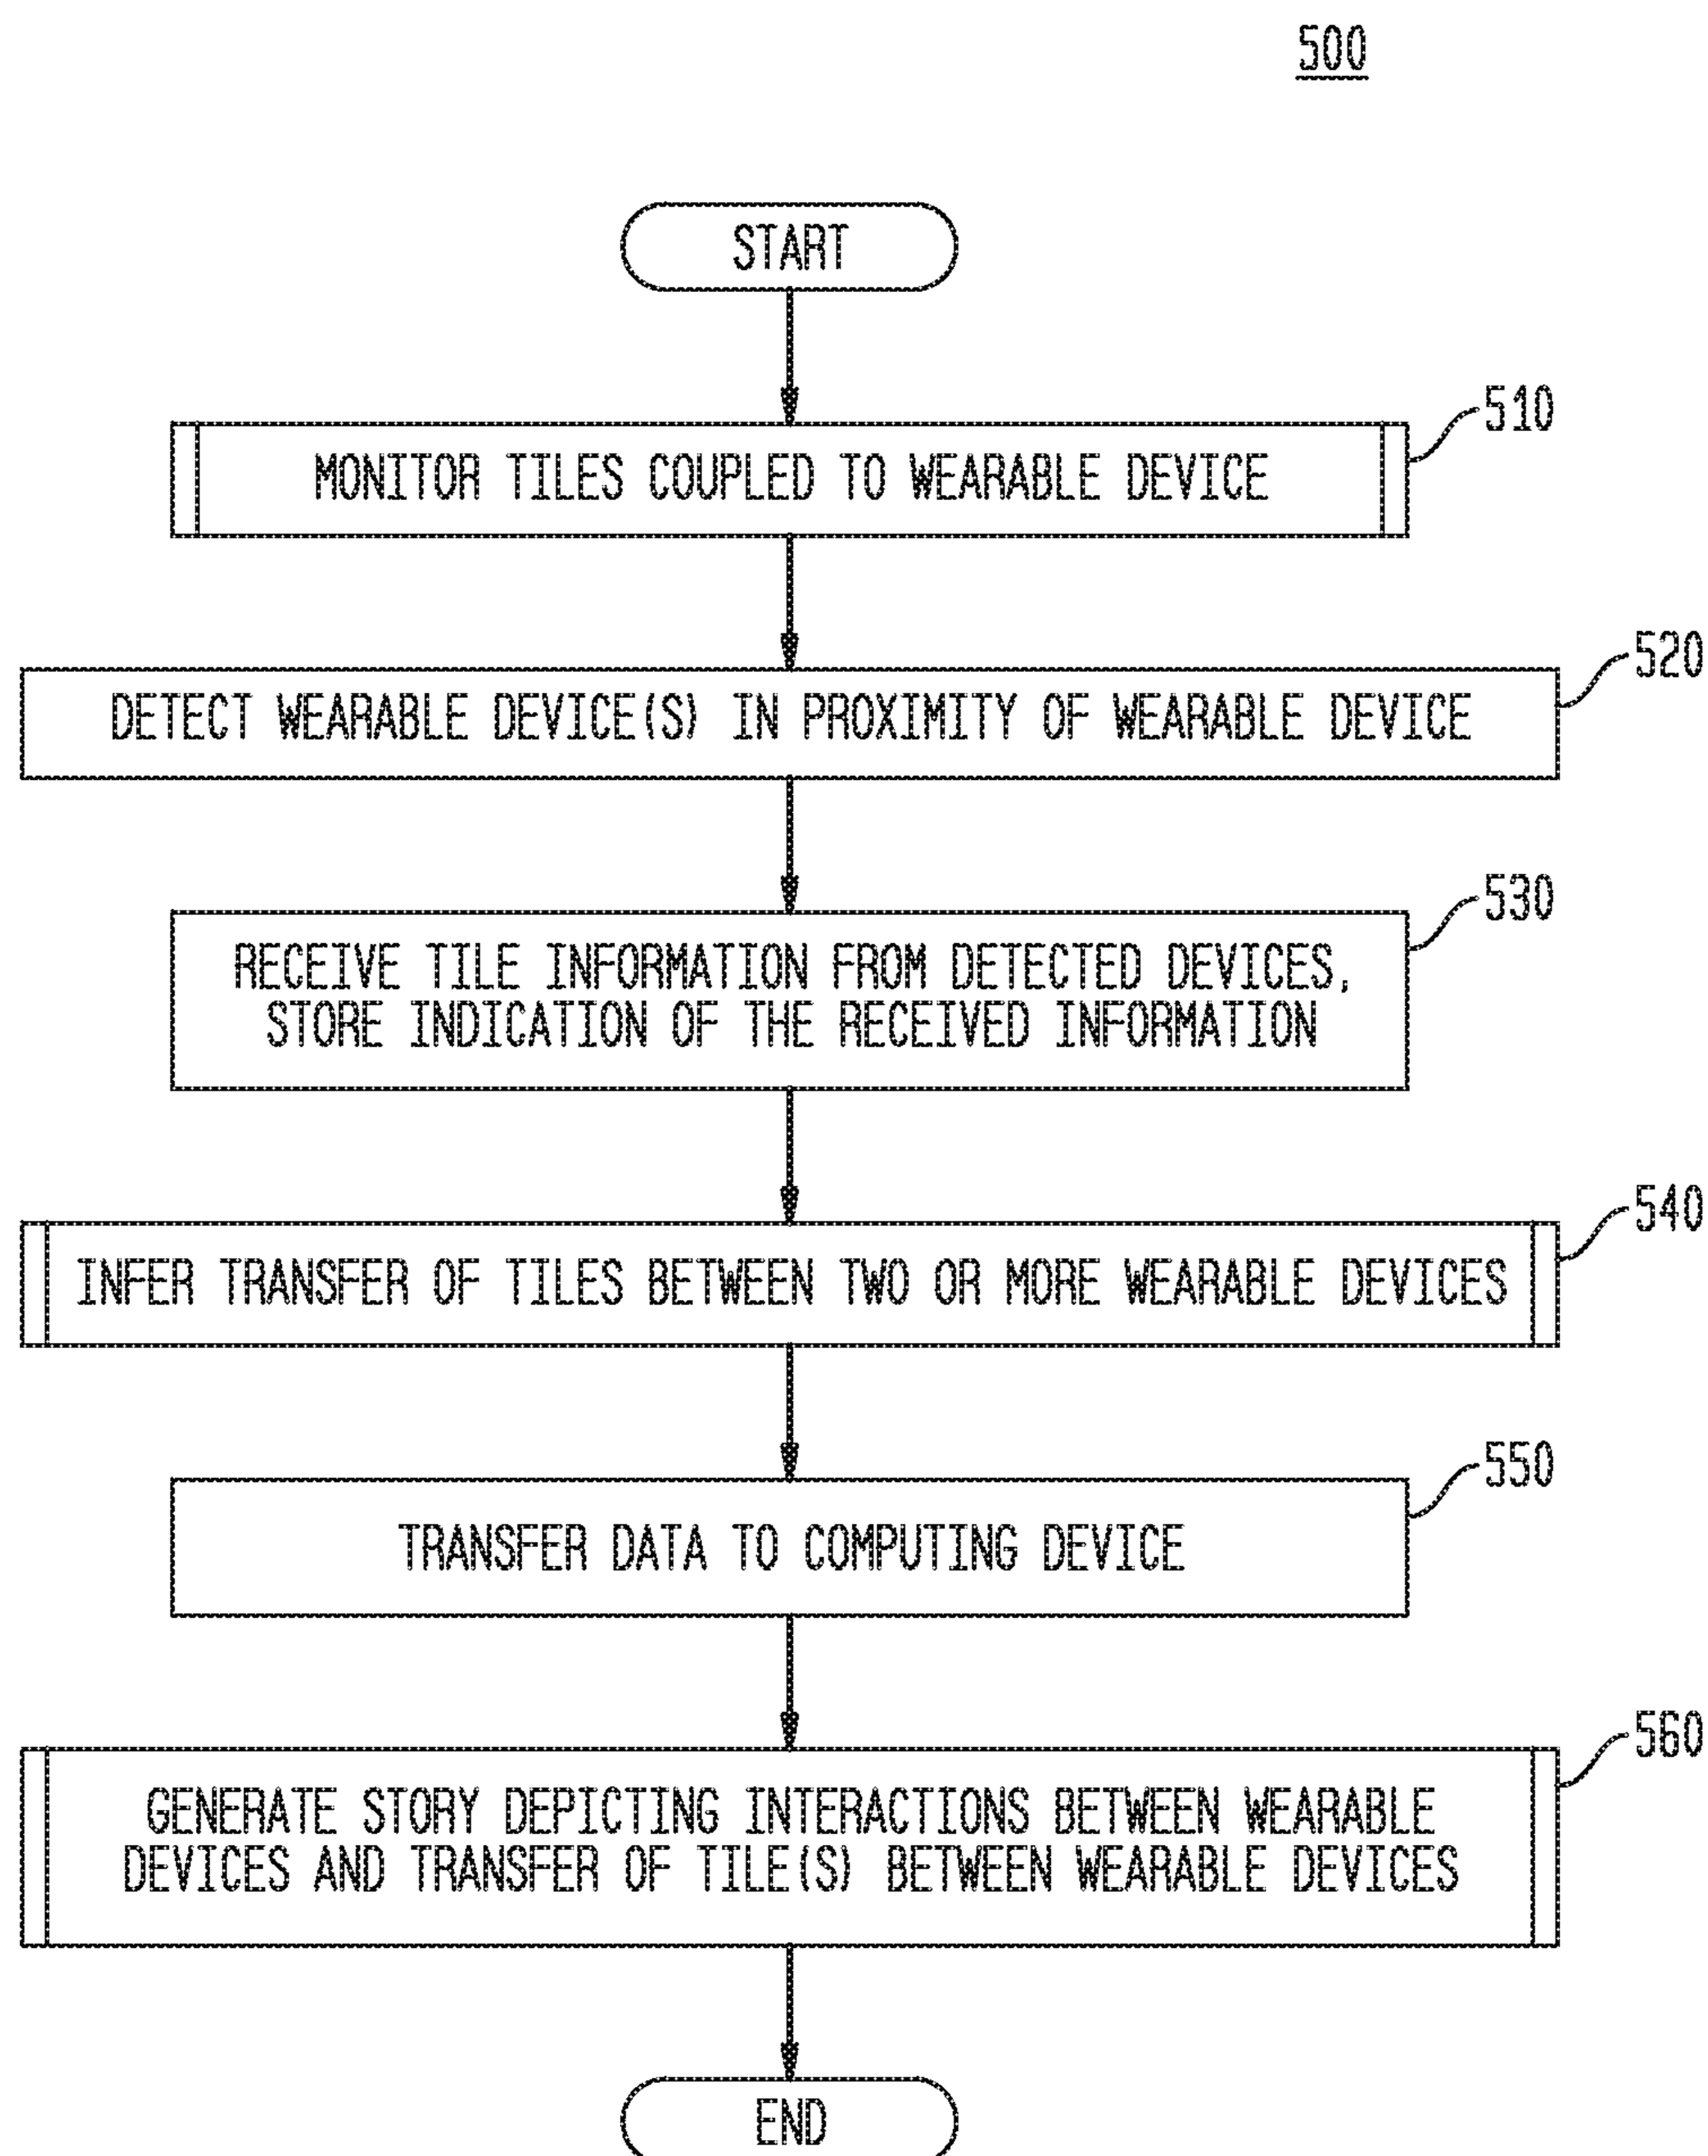 500
START
510
MONITOR TILES COUPLED TO WEARABLE DEVICE
520
DETECT WEARABLE DEVICE(S) IN PROXIMITY OF WEARABLE DEVICE
530
RECEIVE TILE INFORMATION FROM DETECTED DEVICES,
STORE INDICATION OF THE RECEIVED INFORMATION
540
INFER TRANSFER OF TILES BETWEEN TWO OR MORE WEARABLE DEVICES
550
TRANSFER DATA TO COMPUTING DEVICE
560
GENERATE STORY DEPICTING INTERACTIONS BETWEEN WEARABLE
DEVICES AND TRANSFER OF TILE(S) BETWEEN WEARABLE DEVICES
END